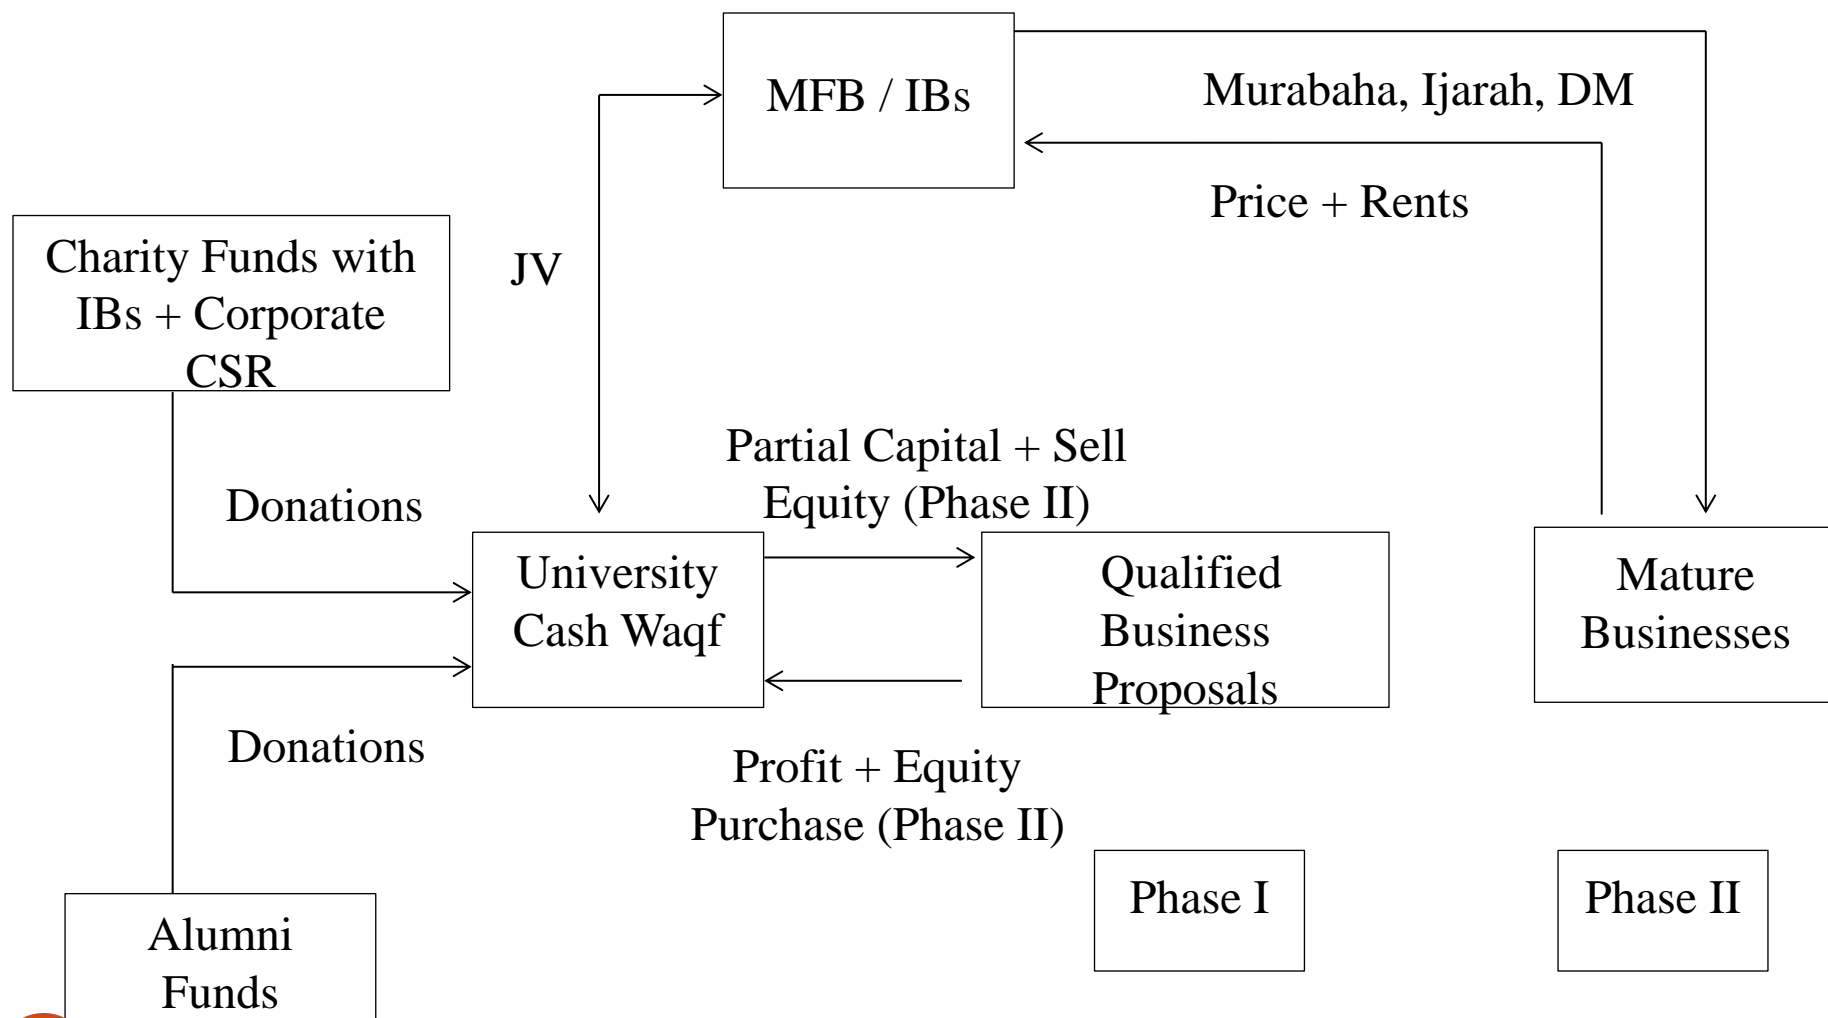 MFB / IBs
Murabaha, Ijarah, DM
Price + Rents
Charity Funds with
IBs + Corporate
CSR
JV
Partial Capital + Sell
Equity (Phase II)
Donations
University
Cash Waqf
Qualified
Business
Proposals
Mature
Businesses
Donations
Profit + Equity
Purchase (Phase II)
Phase I
Phase II
Alumni
Funds